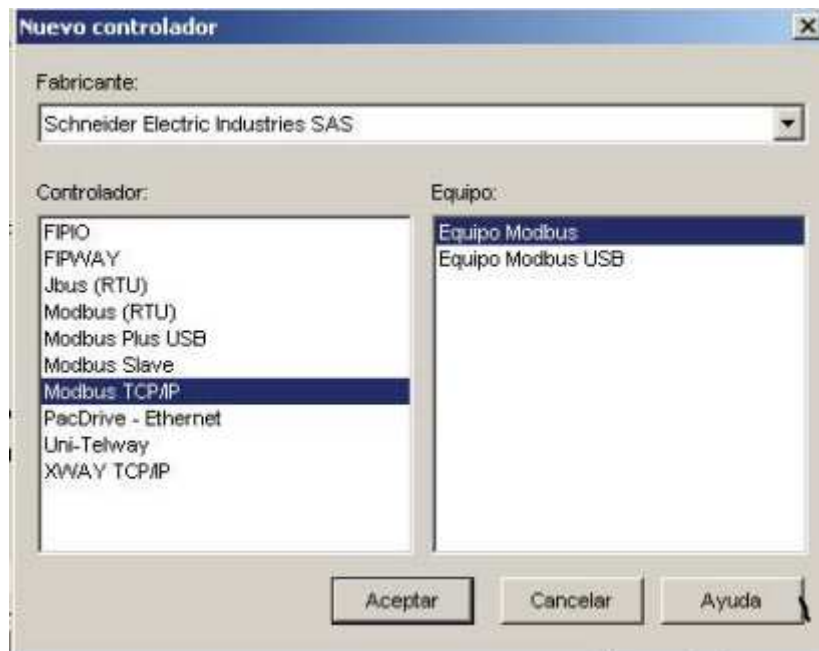 Nuevo controlador
Fabricante:
Schneider Electric Industries SAS
Controlador:
FIPIO
FIPWAY
Jbus (RTU)
Modbus (RTU)
Modbus Plus USB
Modbus Slave
Modbus TCP/IP
PacDrive - Ethernet
Uni-Telway
XWAY TCP/IP
Equipo:
Equipo Modbus
Equipo Modbus USB
Aceptar
Cancelar
Ayuda